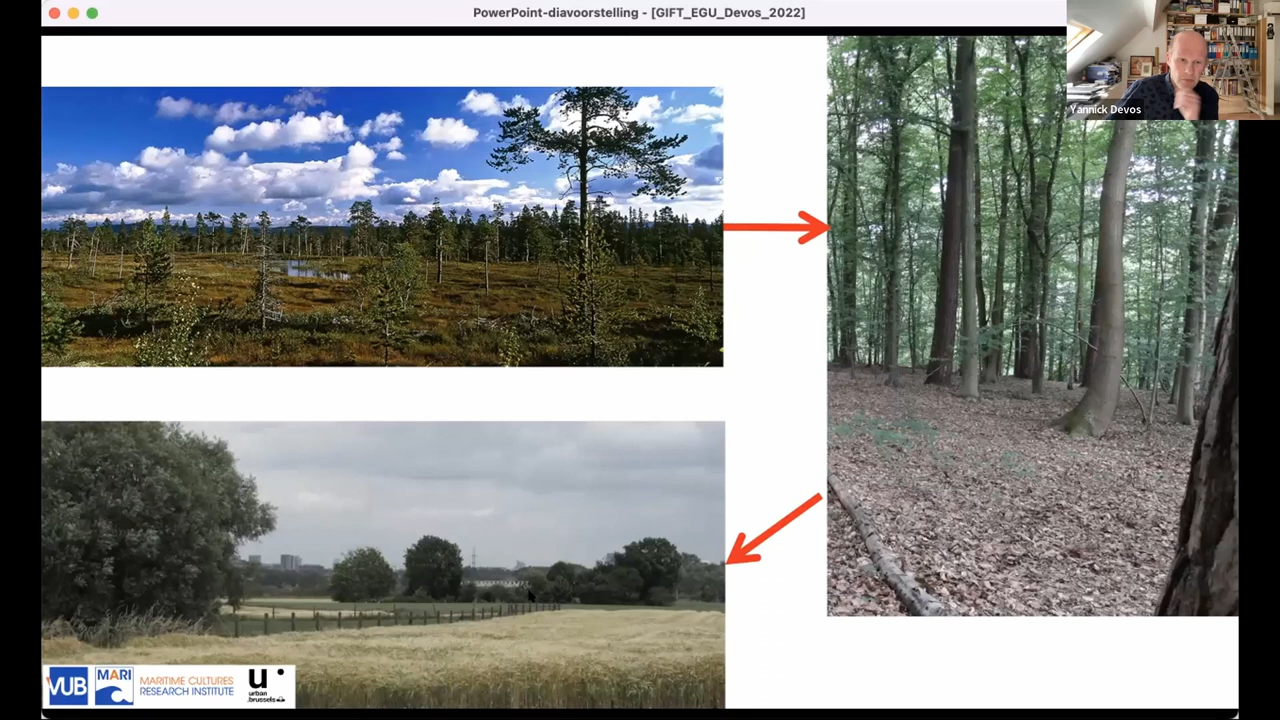 PowerPoint-diavoorstelling - [GIFT_EGU_Devos_2022]
Yannick Devos
VUB
MARI
MARITIME CULTURES
RESEARCH INSTITUTE
u
urban
.brussels